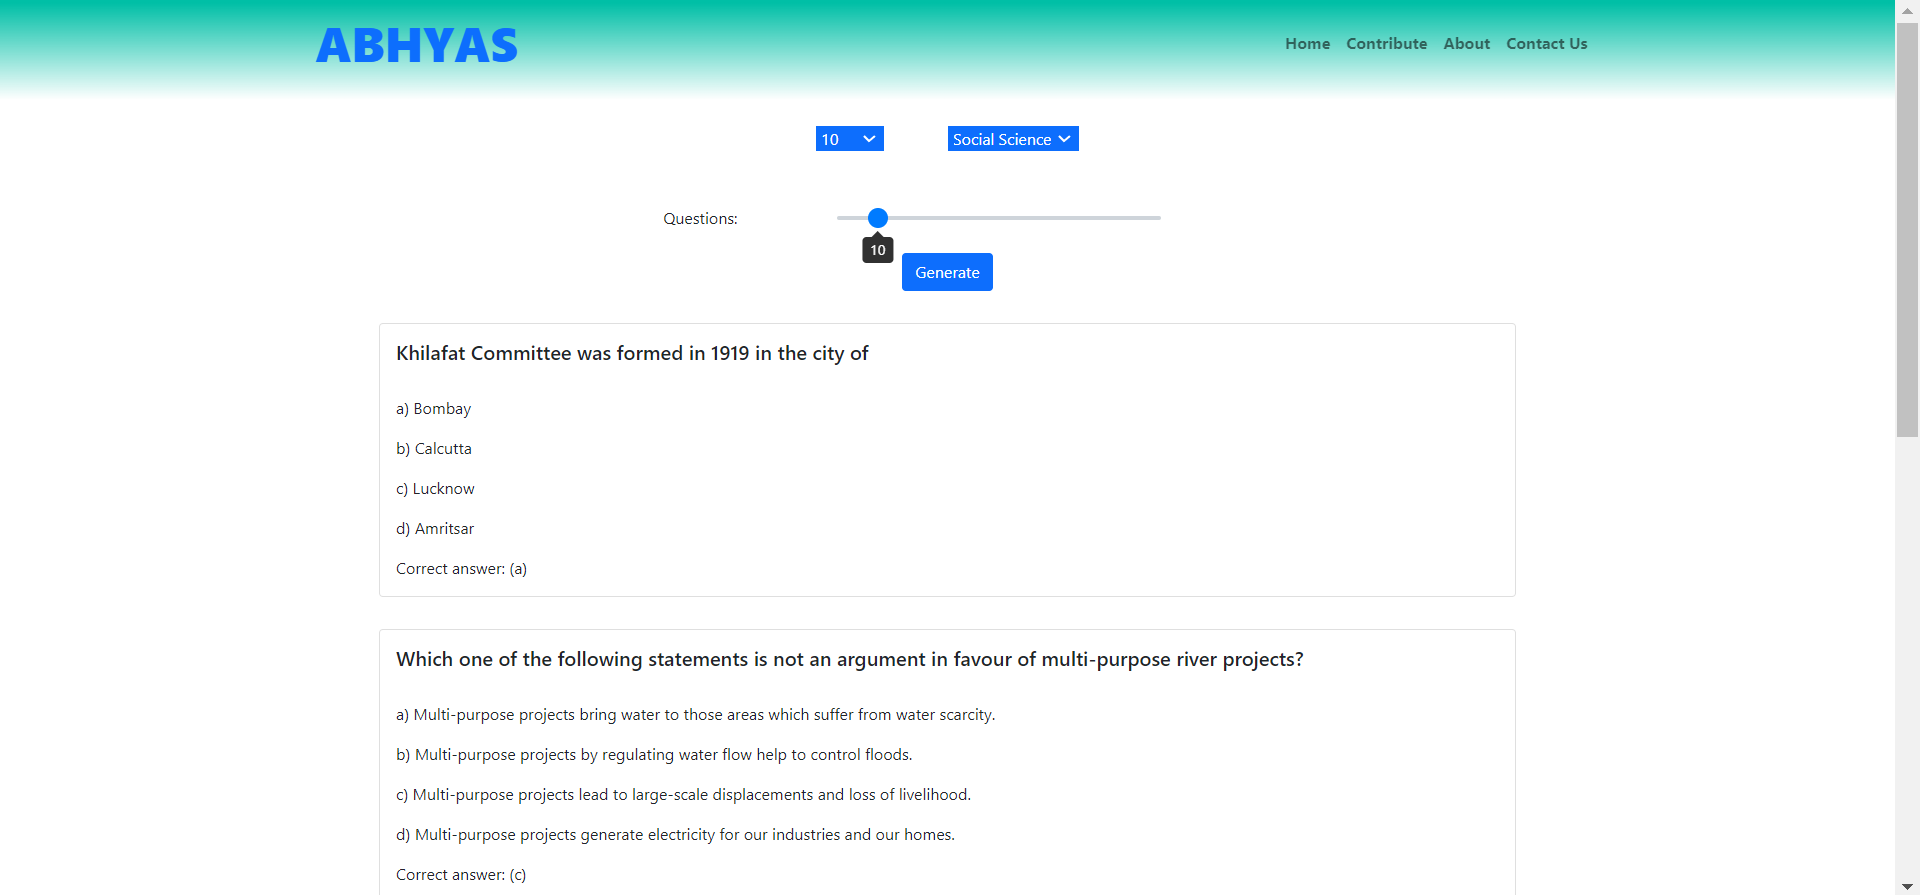 ABHYAS
Home Contribute About Contact Us
10 Social Science
Questions:
10
Generate
Khilafat Committee was formed in 1919 in the city of
a) Bombay
b) Calcutta
c) Lucknow
d) Amritsar
Correct answer: (a)
Which one of the following statements is not an argument in favour of multi-purpose river projects?
a) Multi-purpose projects bring water to those areas which suffer from water scarcity.
b) Multi-purpose projects by regulating water flow help to control floods.
c) Multi-purpose projects lead to large-scale displacements and loss of livelihood.
d) Multi-purpose projects generate electricity for our industries and our homes.
Correct answer: (c)